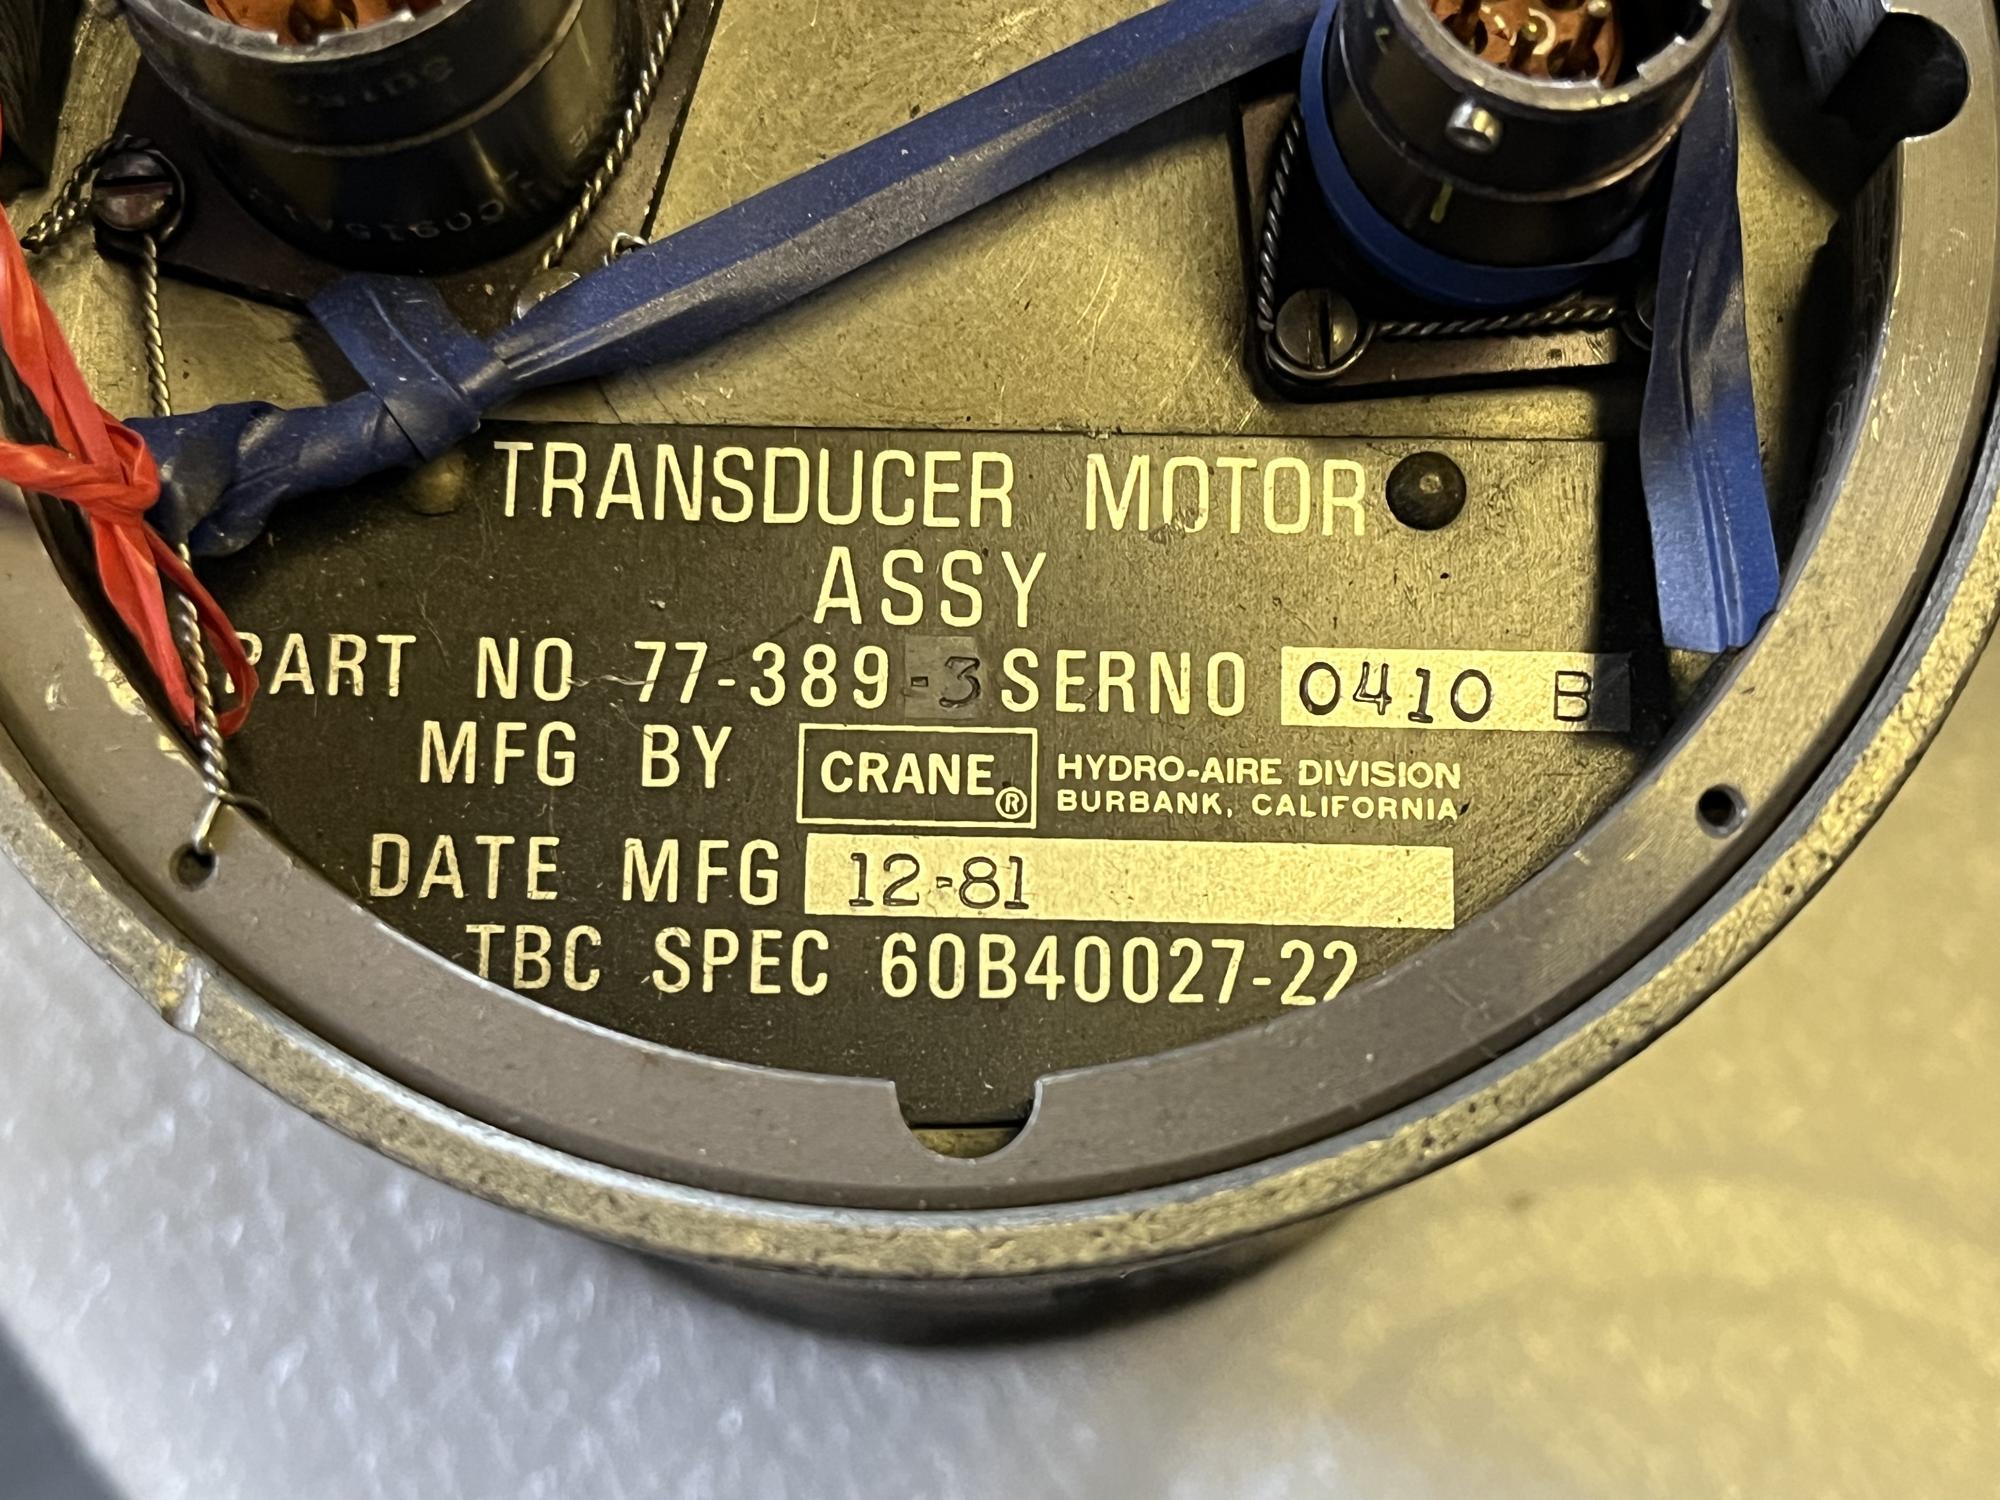 TRANSDUCER MOTOR
ASSY
PART NO 77-389-3 SERNO 0410 B
MFG BY CRANE® HYDRO-AIRE DIVISION
BURBANK, CALIFORNIA
DATE MFG 12-81
TBC SPEC 60B40027-22